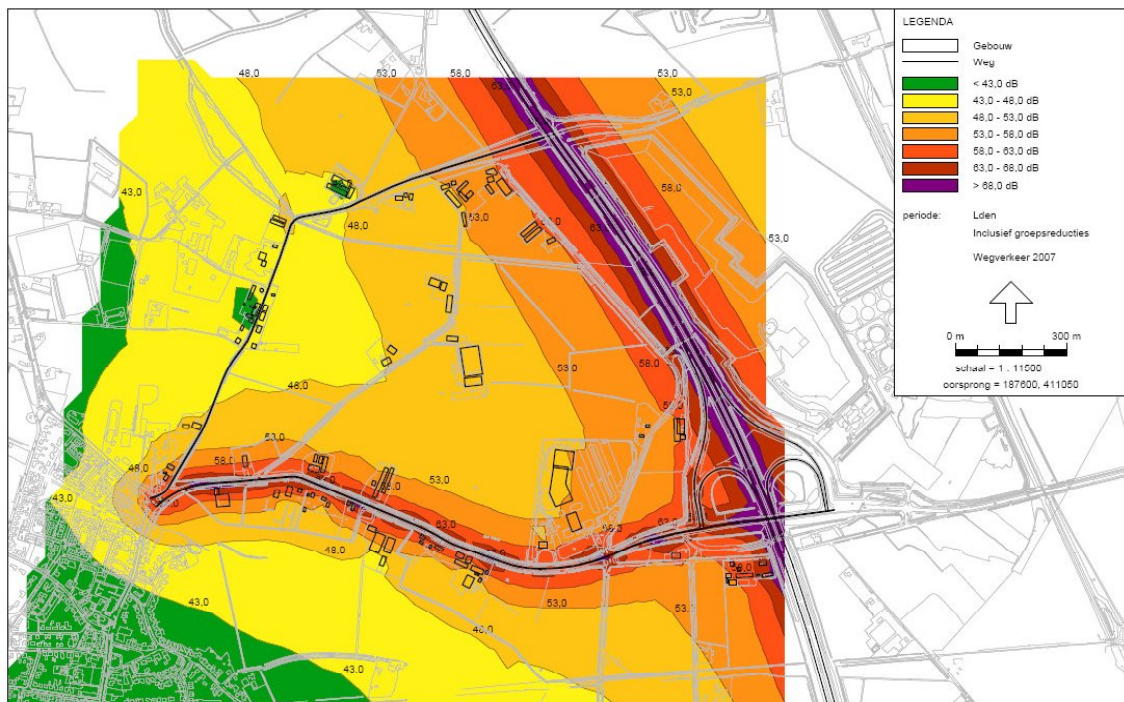 LEGENDA
Gebouw
Weg
< 43,0 dB
43,0 - 48,0 dB
48,0 - 53,0 dB
53,0 - 58,0 dB
58,0 - 63,0 dB
63,0 - 68,0 dB
> 68,0 dB
periode: Lden
Inclusief groepsreducties
Wegverkeer 2007
0 m 300 m
schaal = 1 : 11500
oorsprong = 187600, 411050
48,0
53,0
58,0
53,0
53,0
43,0
48,0
53,0
58,0
53,0
48,0
53,0
58,0
48,0
53,0
58,0
53,0
43,0
63,0
48,0
53,0
43,0
43,0